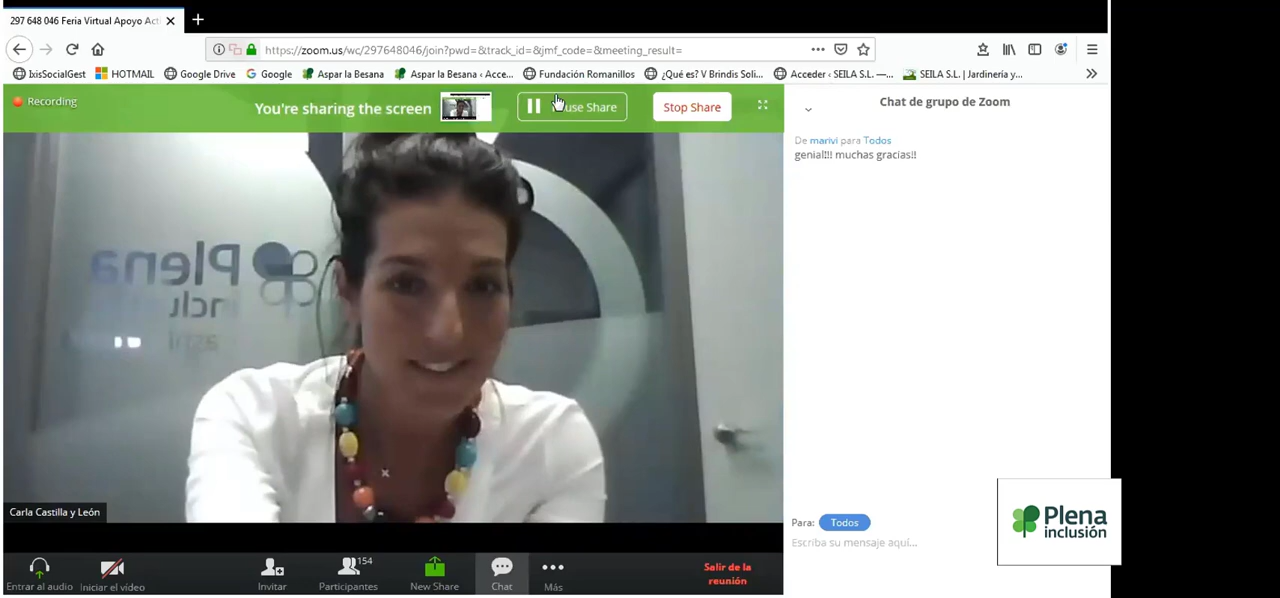 297 648 046 Feria Virtual Apoyo Acti
https://zoom.us/wc/297648046/join?pwd=&track_id=&jmf_code=&meeting_result=
IxisSocialGest HOTMAIL Google Drive Google Aspar la Besana Aspar la Besana ‹ Acce... Fundación Romanillos ¿Qué es? V Brindis Soli... Acceder ‹ SEILA S.L. —... SEILA S.L. | Jardinería y...
Recording
You're sharing the screen
use Share
Stop Share
Chat de grupo de Zoom
De marivi para Todos
genial!!! muchas gracias!!
Plena
inclu
aspri
Carla Castilla y León
Para: Todos
Escriba su mensaje aquí...
Plena
inclusión
Entrar al audio
Iniciar el vídeo
Invitar
154
Participantes
New Share
Chat
Más
Salir de la
reunión